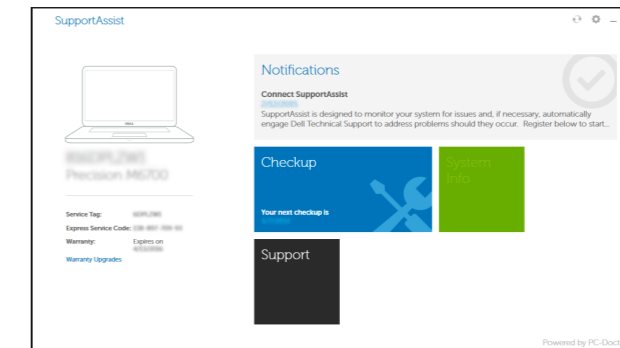 SupportAssist
Notifications
Connect SupportAssist
SupportAssist is designed to monitor your system for issues and, if necessary, automatically
engage Dell Technical Support to address problems should they occur. Register below to start...
DELL
Precision M6700
Checkup
System
Info
Your next checkup is
Service Tag:
Express Service Code:
Warranty: Expires on
Warranty Upgrades
Support
Powered by PC-Doct